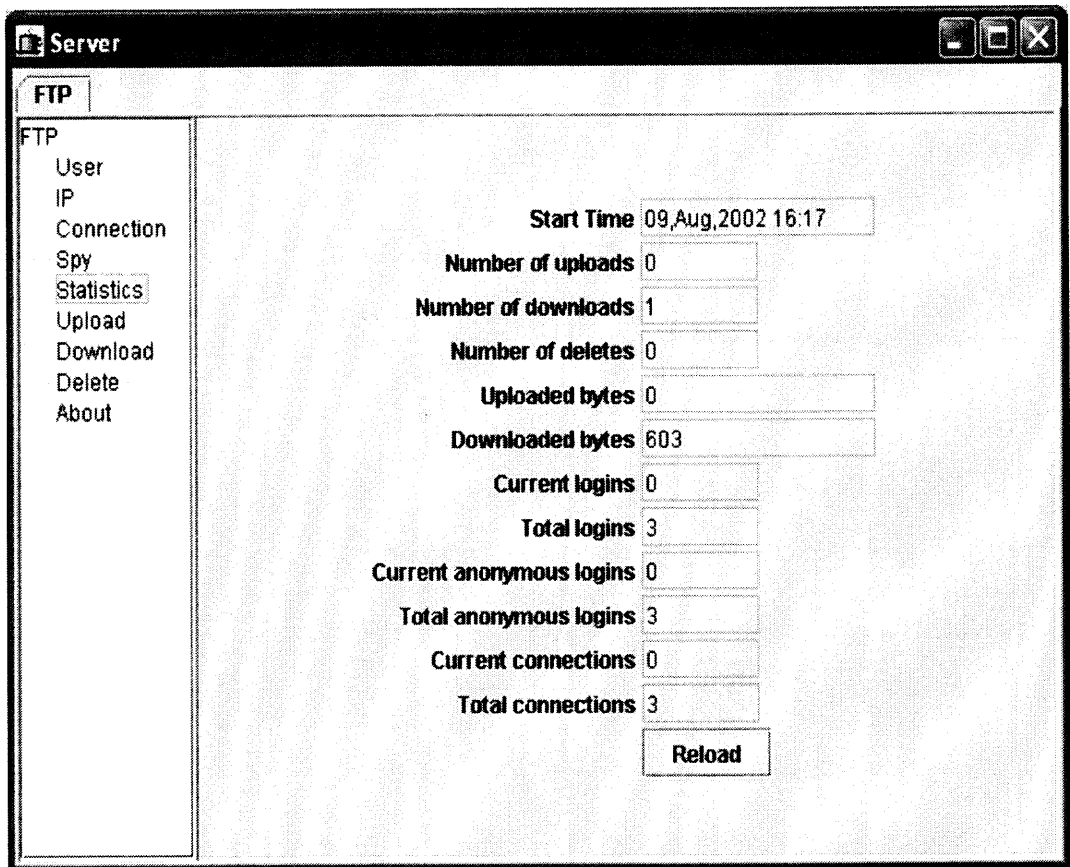 Server
FTP
FTP
User
IP
Connection
Spy
Statistics
Upload
Download
Delete
About
Start Time 09,Aug,2002 16:17
Number of uploads 0
Number of downloads 1
Number of deletes 0
Uploaded bytes 0
Downloaded bytes 603
Current logins 0
Total logins 3
Current anonymous logins 0
Total anonymous logins 3
Current connections 0
Total connections 3
Reload